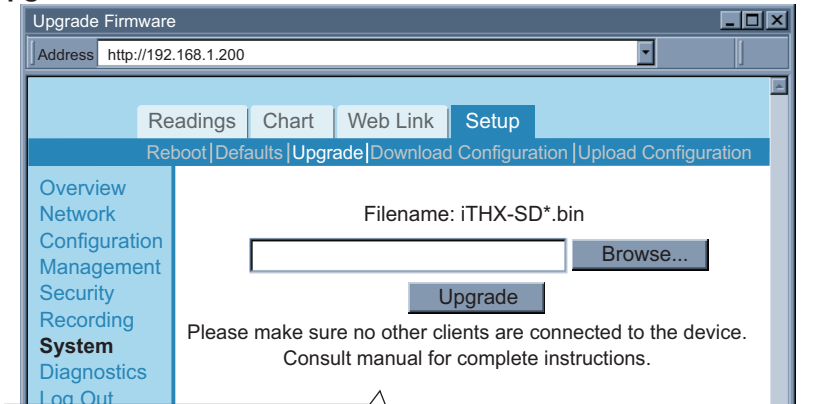 Upgrade Firmware
Address http://192.168.1.200
Readings Chart Web Link Setup
Reboot|Defaults|Upgrade|Download Configuration|Upload Configuration
Overview
Network
Configuration
Management
Security
Recording
System
Diagnostics
Log Out
Filename: iTHX-SD*.bin
Browse...
Upgrade
Please make sure no other clients are connected to the device.
Consult manual for complete instructions.